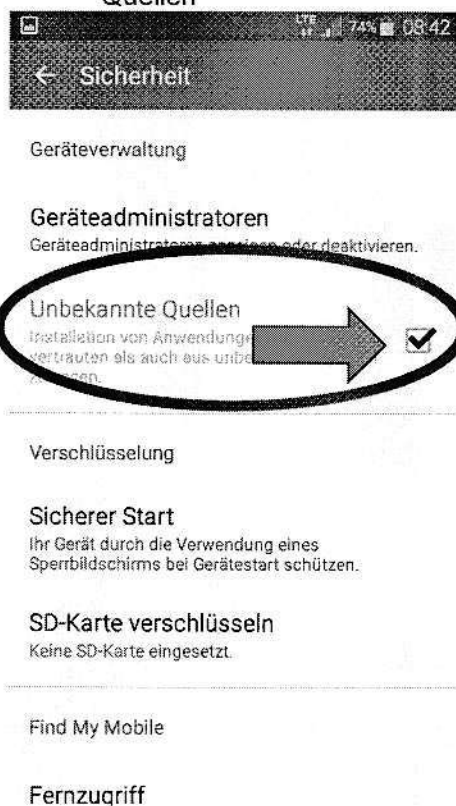 Quellen
LTE 74% 08:42
← Sicherheit
Geräteverwaltung
Geräteadministratoren
Geräteadministratoren anzeigen oder deaktivieren.
Unbekannte Quellen
Installation von Anwendunge
vertrauten als auch aus unbe
zulassen.
Verschlüsselung
Sicherer Start
Ihr Gerät durch die Verwendung eines
Sperrbildschirms bei Gerätestart schützen.
SD-Karte verschlüsseln
Keine SD-Karte eingesetzt.
Find My Mobile
Fernzugriff